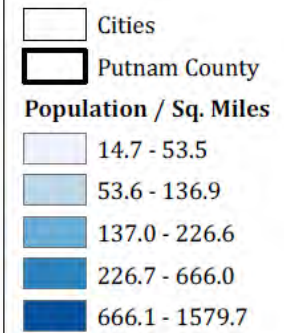 Cities
Putnam County
Population / Sq. Miles
14.7 - 53.5
53.6 - 136.9
137.0 - 226.6
226.7 - 666.0
666.1 - 1579.7